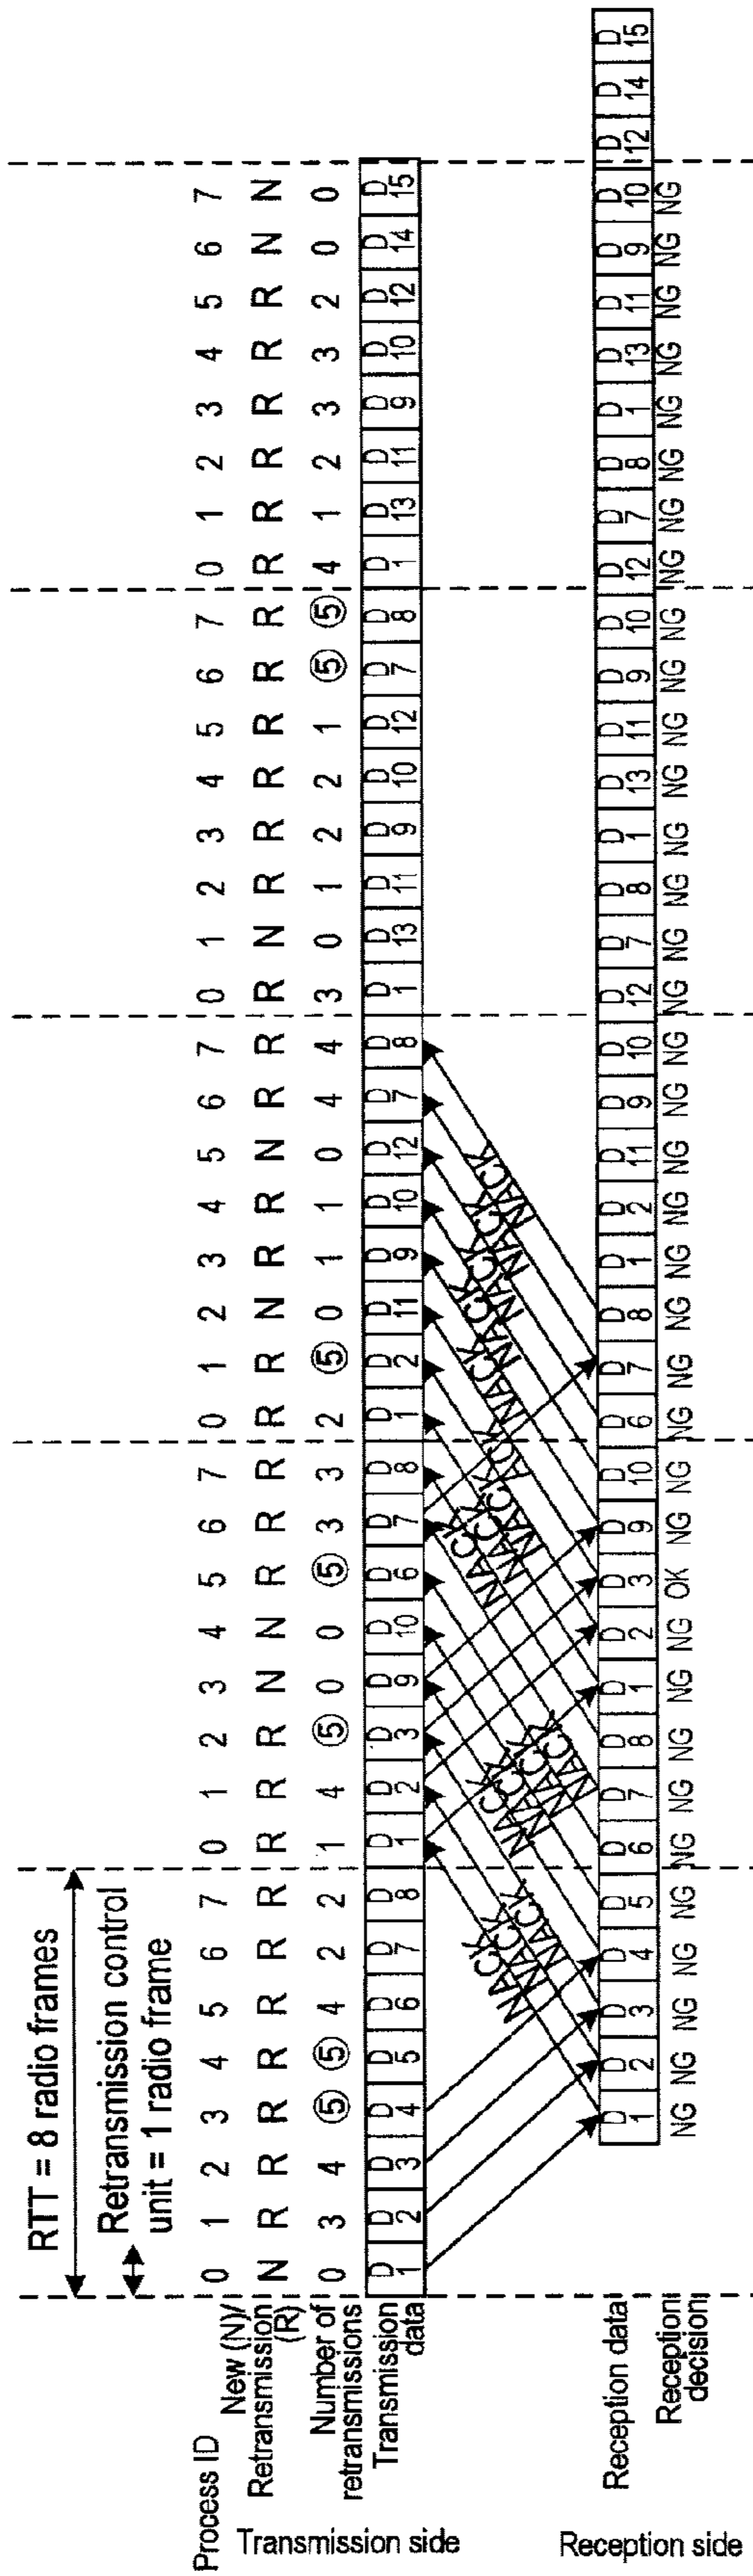 RTT = 8 radio frames
Retransmission control
unit = 1 radio frame
Process ID 0 1 2 3 4 5 6 7 0 1 2 3 4 5 6 7 0 1 2 3 4 5 6 7 0 1 2 3 4 5 6 7 0 1 2 3 4 5 6 7
New (N)/
Retransmission
(R)
N R R R R R R R R R R N N R R R R R N R R N R R R N R R R R R R R R R R R R N N
Number of
retransmissions
0 3 4 ⑤ ⑤ 4 2 2 1 4 ⑤ 0 0 ⑤ 3 3 2 ⑤ 0 1 1 0 4 4 3 0 1 2 2 1 ⑤ ⑤ 4 1 2 3 3 2 0 0
Transmission
data
D1 D2 D3 D4 D5 D6 D7 D8 D1 D2 D3 D9 D10 D6 D7 D8 D1 D2 D11 D9 D10 D12 D7 D8 D1 D13 D11 D9 D10 D12 D7 D8 D1 D13 D11 D9 D10 D12 D14 D15
Transmission side
NACK NACK NACK NACK NACK NACK NACK NACK NACK NACK ACK NACK NACK NACK NACK NACK
Reception data
D1 D2 D3 D4 D5 D6 D7 D8 D1 D2 D3 D9 D10 D6 D7 D8 D1 D2 D11 D9 D10 D12 D7 D8 D1 D13 D11 D9 D10 D12 D7 D8 D1 D13 D11 D9 D10 D12 D14 D15
Reception
decision
NG NG NG NG NG NG NG NG NG NG OK NG NG NG NG NG NG NG NG NG NG NG NG NG NG NG NG NG NG NG NG NG NG NG NG NG NG
Reception side